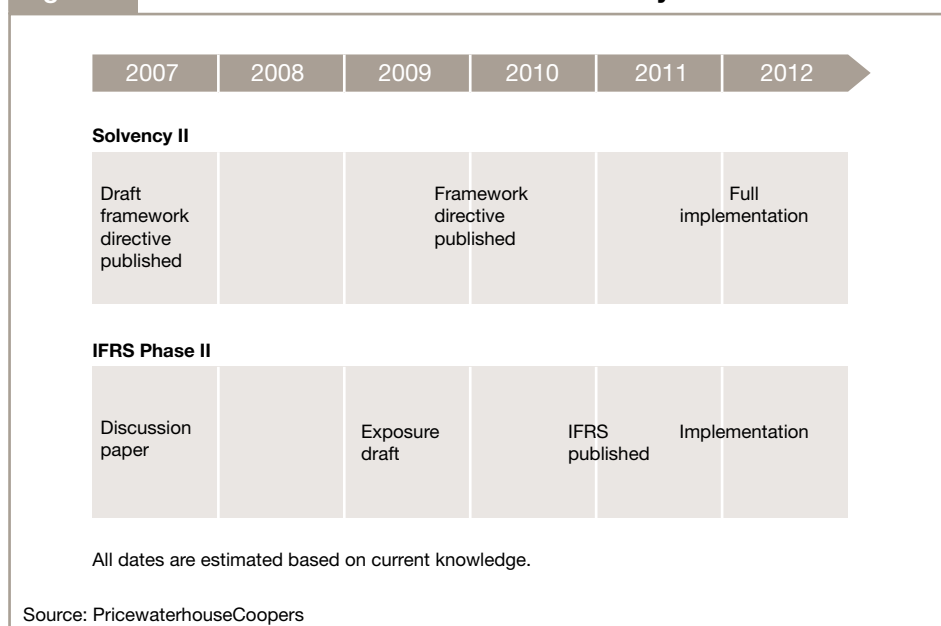 2007 2008 2009 2010 2011 2012
Solvency II
Draft
framework
directive
published
Framework
directive
published
Full
implementation
IFRS Phase II
Discussion
paper
Exposure
draft
IFRS
published
Implementation
All dates are estimated based on current knowledge.
Source: PricewaterhouseCoopers